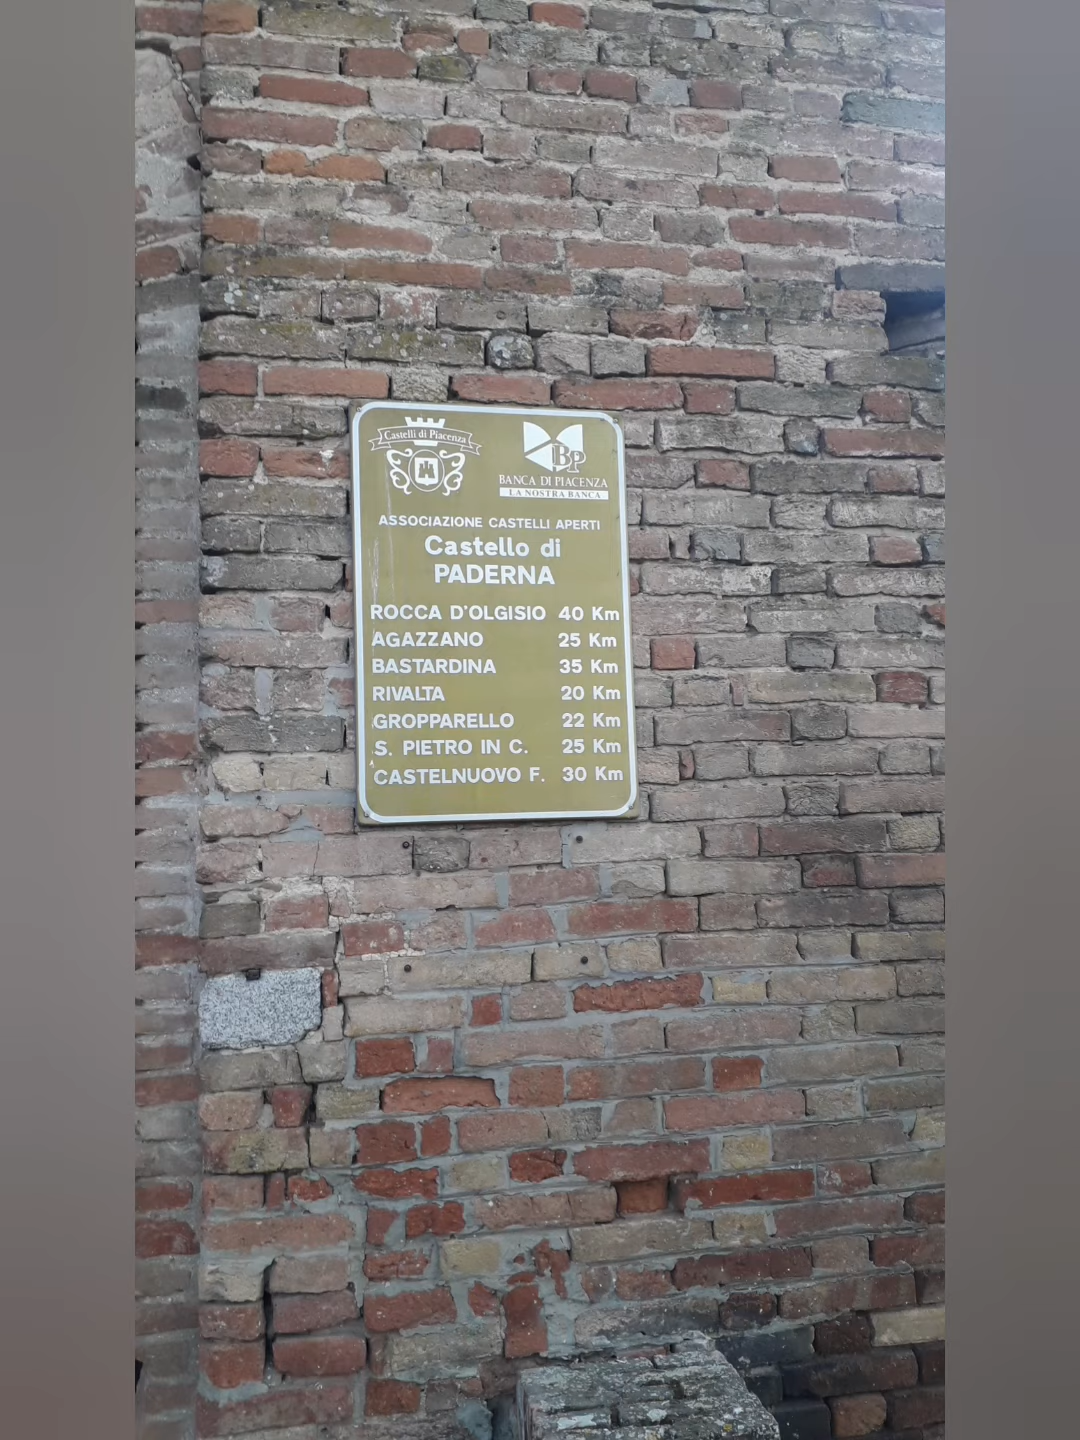 Castelli di Piacenza
BP
BANCA DI PIACENZA
LA NOSTRA BANCA
ASSOCIAZIONE CASTELLI APERTI
Castello di
PADERNA
ROCCA D'OLGISIO 40 Km
AGAZZANO 25 Km
BASTARDINA 35 Km
RIVALTA 20 Km
GROPPARELLO 22 Km
S. PIETRO IN C. 25 Km
CASTELNUOVO F. 30 Km